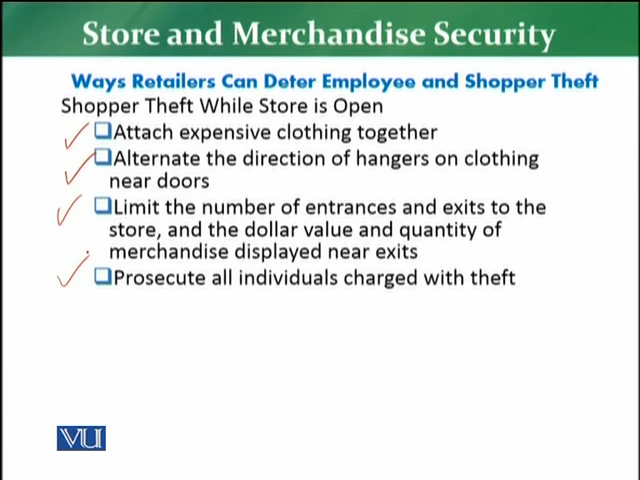 Store and Merchandise Security
Ways Retailers Can Deter Employee and Shopper Theft
Shopper Theft While Store is Open
Attach expensive clothing together
Alternate the direction of hangers on clothing
near doors
Limit the number of entrances and exits to the
store, and the dollar value and quantity of
merchandise displayed near exits
Prosecute all individuals charged with theft
VU